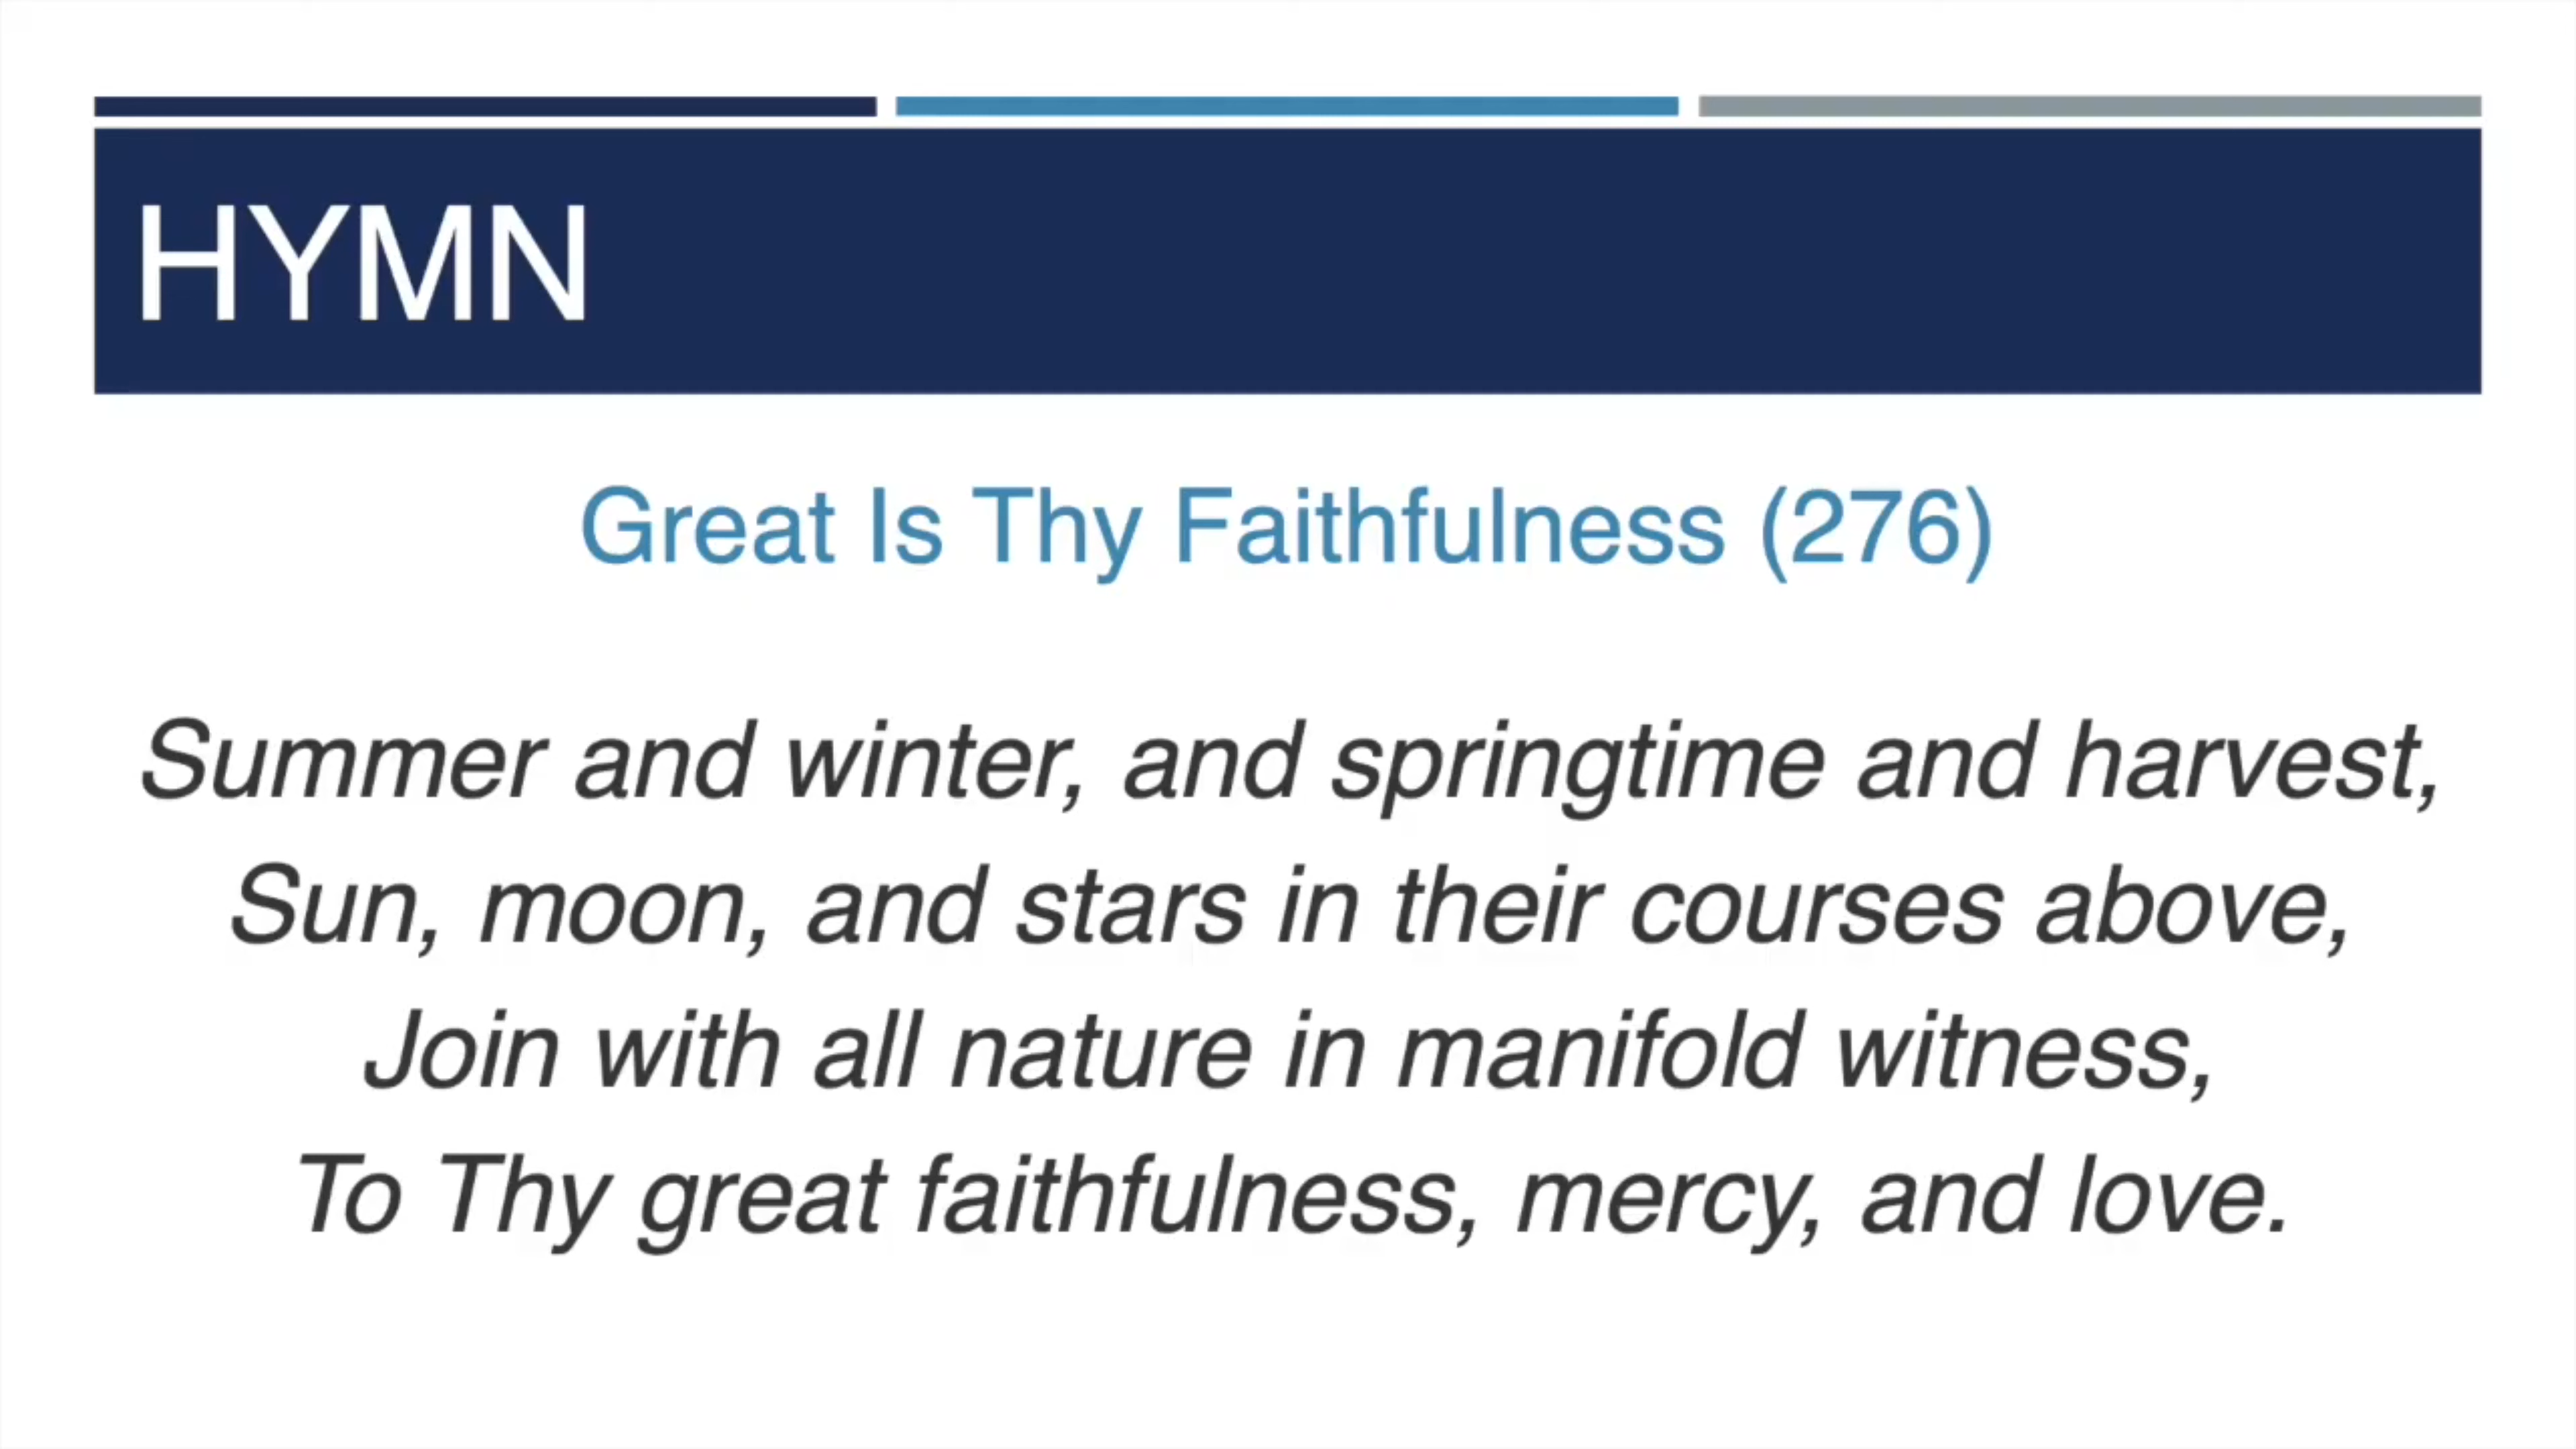 HYMN
Great Is Thy Faithfulness (276)
Summer and winter, and springtime and harvest,
Sun, moon, and stars in their courses above,
Join with all nature in manifold witness,
To Thy great faithfulness, mercy, and love.